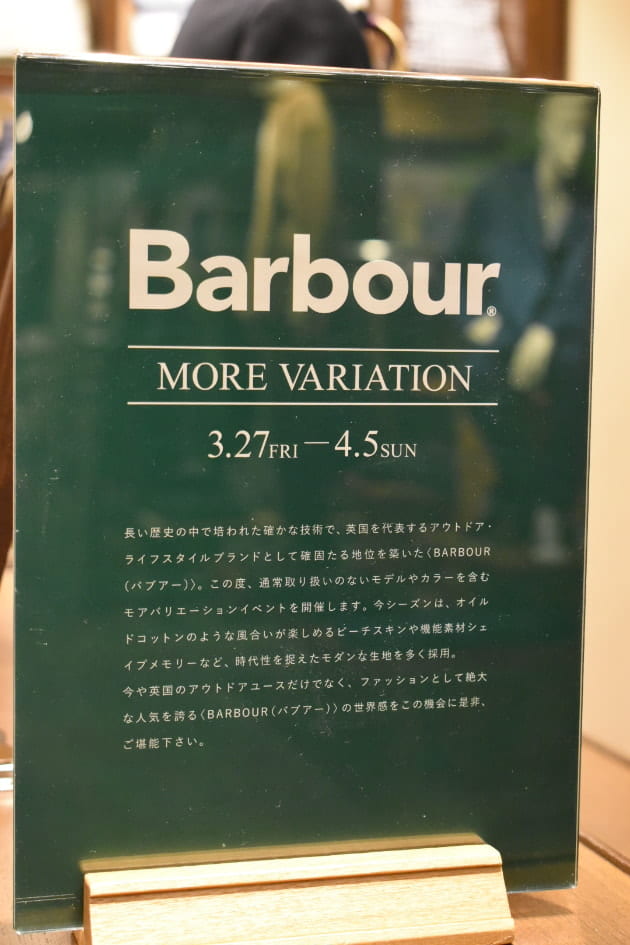 Barbour®
MORE VARIATION
3.27FRI—4.5SUN
長い歴史の中で培われた確かな技術で、英国を代表するアウトドア・
ライフスタイルブランドとして確固たる地位を築いた〈BARBOUR
（バブアー）〉。この度、通常取り扱いのないモデルやカラーを含む
モアバリエーションイベントを開催します。今シーズンは、オイル
ドコットンのような風合いが楽しめるピーチスキンや機能素材シェ
イプメモリーなど、時代性を捉えたモダンな生地を多く採用。
今や英国のアウトドアユースだけでなく、ファッションとして絶大
な人気を誇る〈BARBOUR（バブアー）〉の世界感をこの機会に是非、
ご堪能下さい。